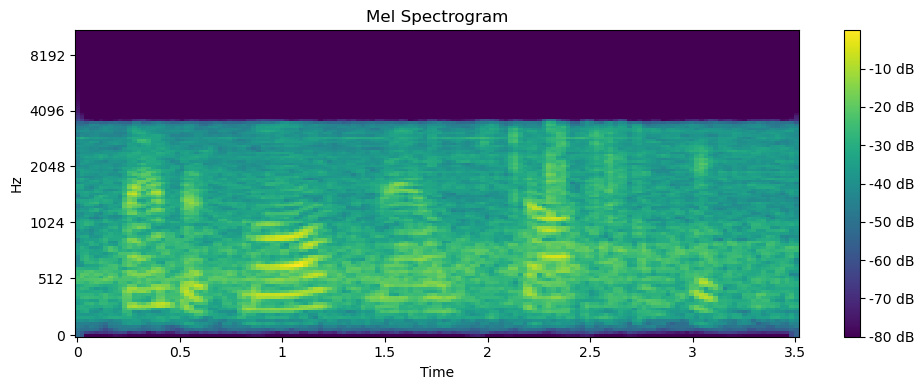 Mel Spectrogram
8192
4096
2048
1024
512
0
Hz
0 0.5 1 1.5 2 2.5 3 3.5
Time
-10 dB
-20 dB
-30 dB
-40 dB
-50 dB
-60 dB
-70 dB
-80 dB